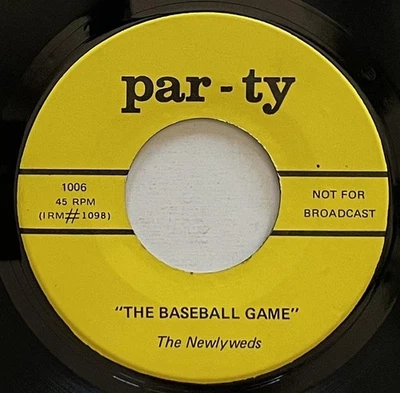 par-ty
1006
45 RPM
(IRM#1098)
NOT FOR
BROADCAST
"THE BASEBALL GAME"
The Newlyweds